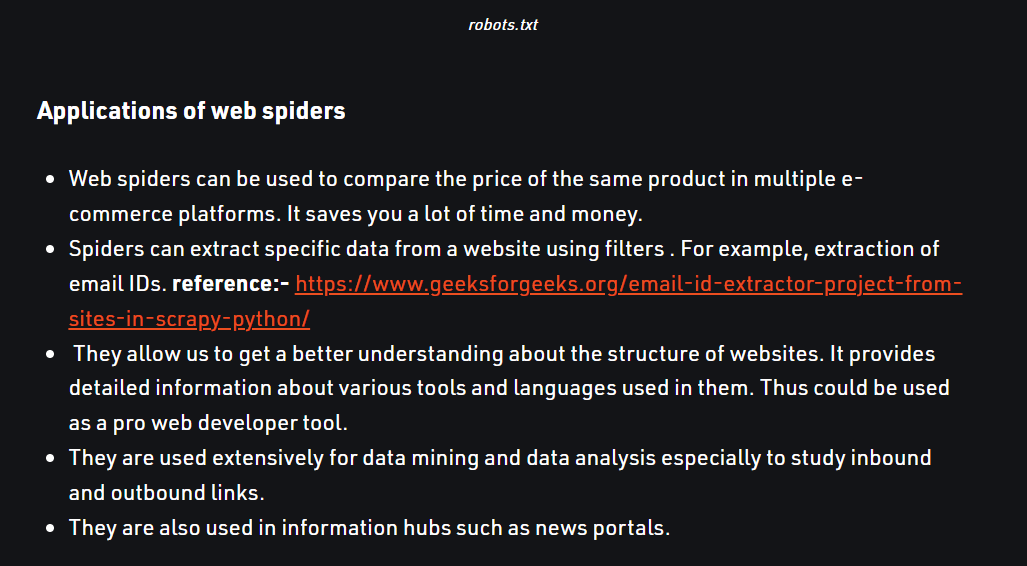 robots.txt
Applications of web spiders
• Web spiders can be used to compare the price of the same product in multiple e-
commerce platforms. It saves you a lot of time and money.
• Spiders can extract specific data from a website using filters . For example, extraction of
email IDs. reference:- https://www.geeksforgeeks.org/email-id-extractor-project-from-
sites-in-scrapy-python/
• They allow us to get a better understanding about the structure of websites. It provides
detailed information about various tools and languages used in them. Thus could be used
as a pro web developer tool.
• They are used extensively for data mining and data analysis especially to study inbound
and outbound links.
• They are also used in information hubs such as news portals.